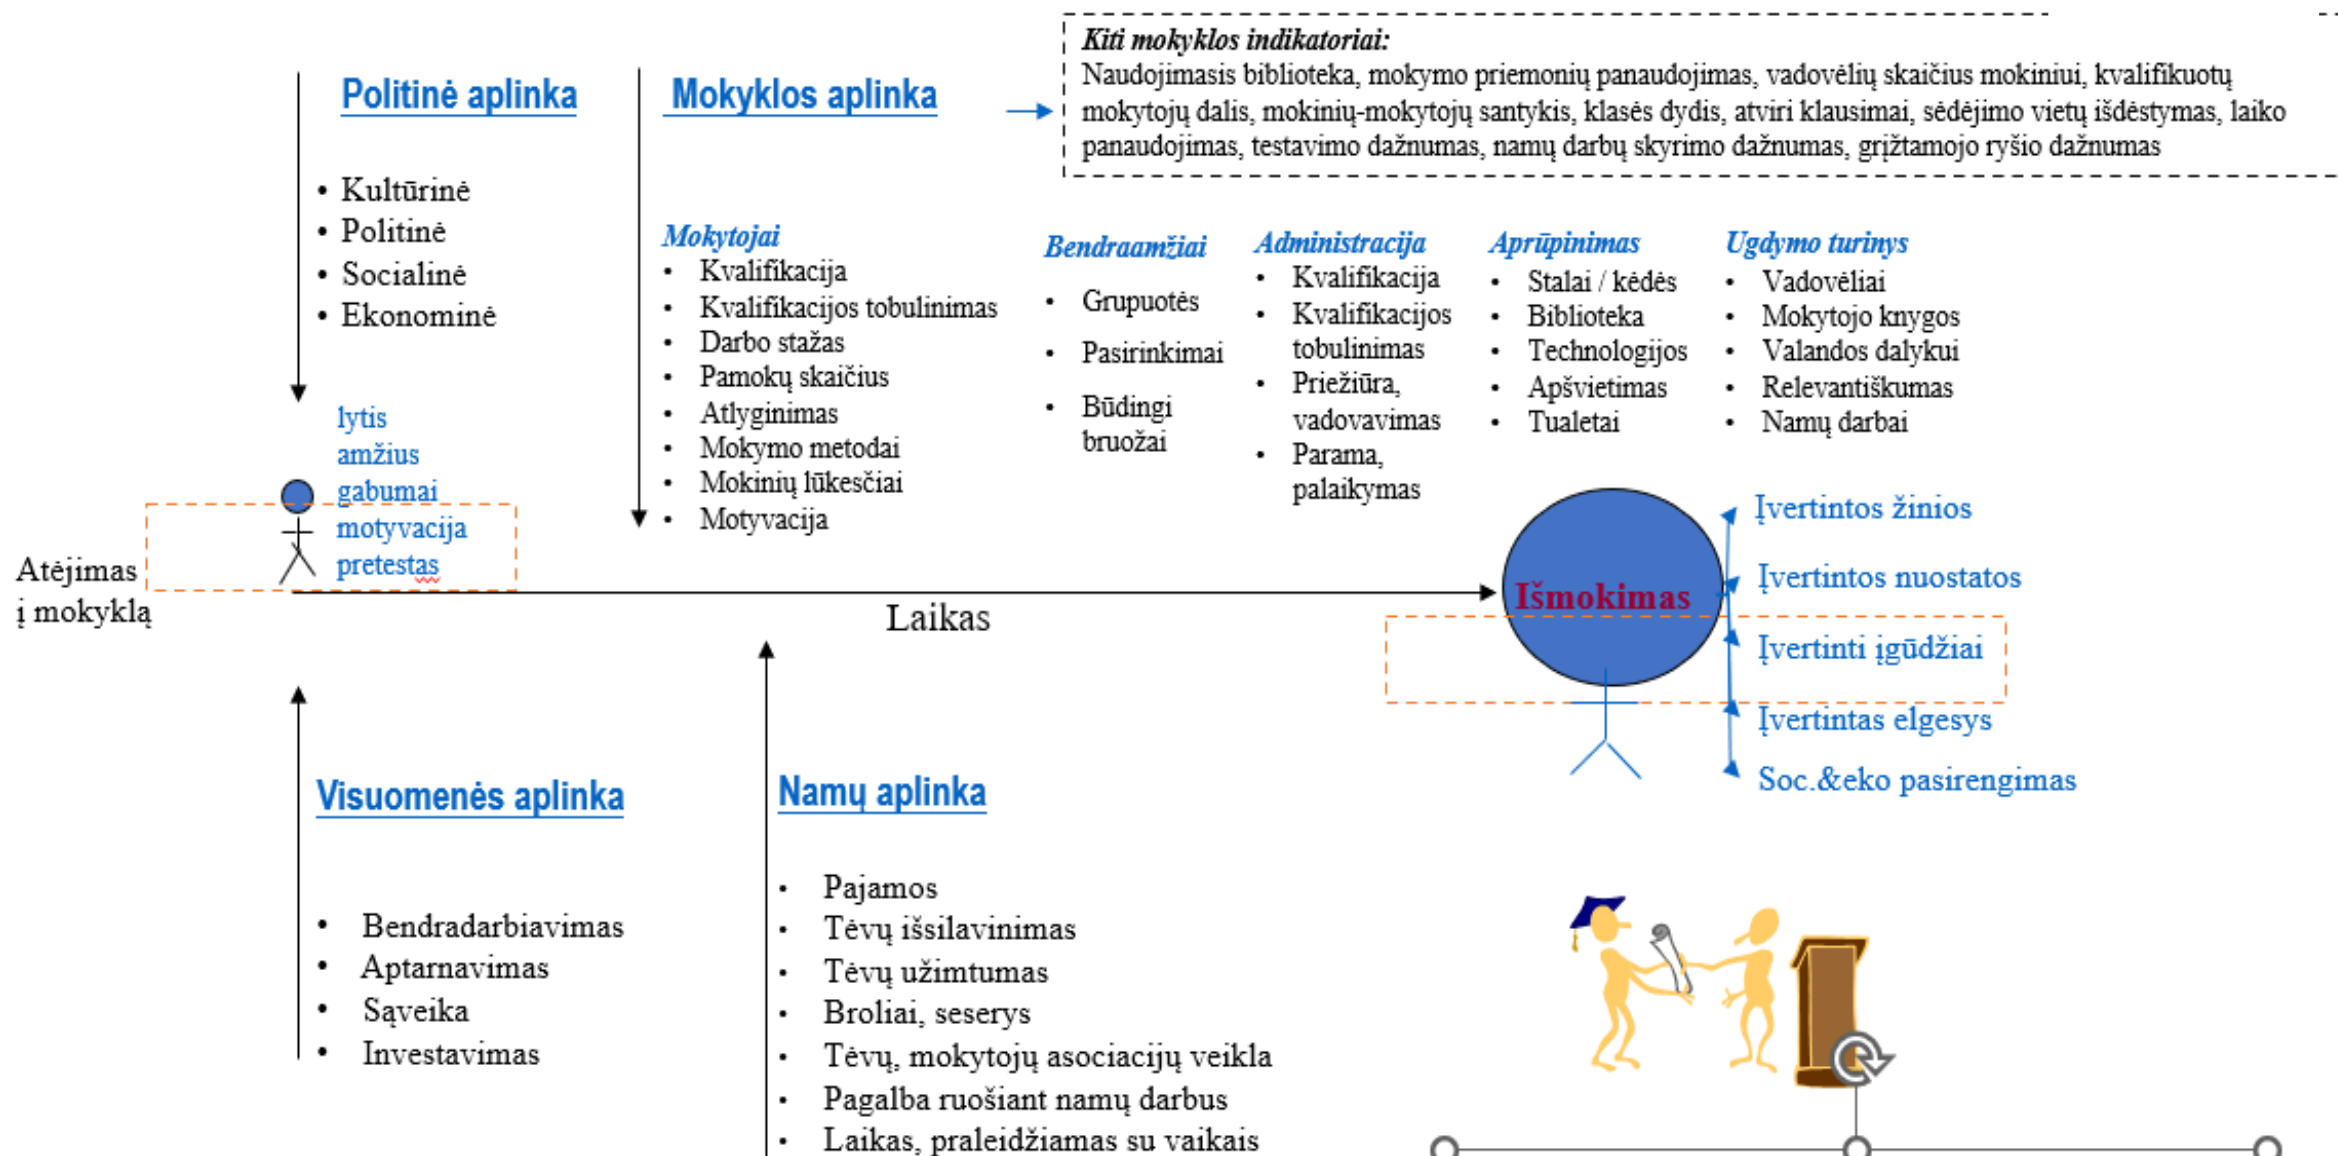 Kiti mokyklos indikatoriai:
Naudojimasis biblioteka, mokymo priemonių panaudojimas, vadovėlių skaičius mokiniui, kvalifikuotų
mokytojų dalis, mokinių-mokytojų santykis, klasės dydis, atviri klausimai, sėdėjimo vietų išdėstymas, laiko
panaudojimas, testavimo dažnumas, namų darbų skyrimo dažnumas, grįžtamojo ryšio dažnumas
Politinė aplinka
• Kultūrinė
• Politinė
• Socialinė
• Ekonominė
Mokyklos aplinka
Mokytojai
• Kvalifikacija
• Kvalifikacijos tobulinimas
• Darbo stažas
• Pamokų skaičius
• Atlyginimas
• Mokymo metodai
• Mokinių lūkesčiai
• Motyvacija
Bendraamžiai
• Grupuotės
• Pasirinkimai
• Būdingi
bruožai
Administracija
• Kvalifikacija
• Kvalifikacijos
tobulinimas
• Priežiūra,
vadovavimas
• Parama,
palaikymas
Aprūpinimas
• Stalai / kėdės
• Biblioteka
• Technologijos
• Apšvietimas
• Tualetai
Ugdymo turinys
• Vadovėliai
• Mokytojo knygos
• Valandos dalykui
• Relevantiškumas
• Namų darbai
lytis
amžius
gabumai
motyvacija
pretestas
Atėjimas
į mokyklą
Laikas
Išmokimas
Įvertintos žinios
Įvertintos nuostatos
Įvertinti įgūdžiai
Įvertintas elgesys
Soc.&eko pasirengimas
Visuomenės aplinka
• Bendradarbiavimas
• Aptarnavimas
• Sąveika
• Investavimas
Namų aplinka
• Pajamos
• Tėvų išsilavinimas
• Tėvų užimtumas
• Broliai, seserys
• Tėvų, mokytojų asociacijų veikla
• Pagalba ruošiant namų darbus
• Laikas, praleidžiamas su vaikais